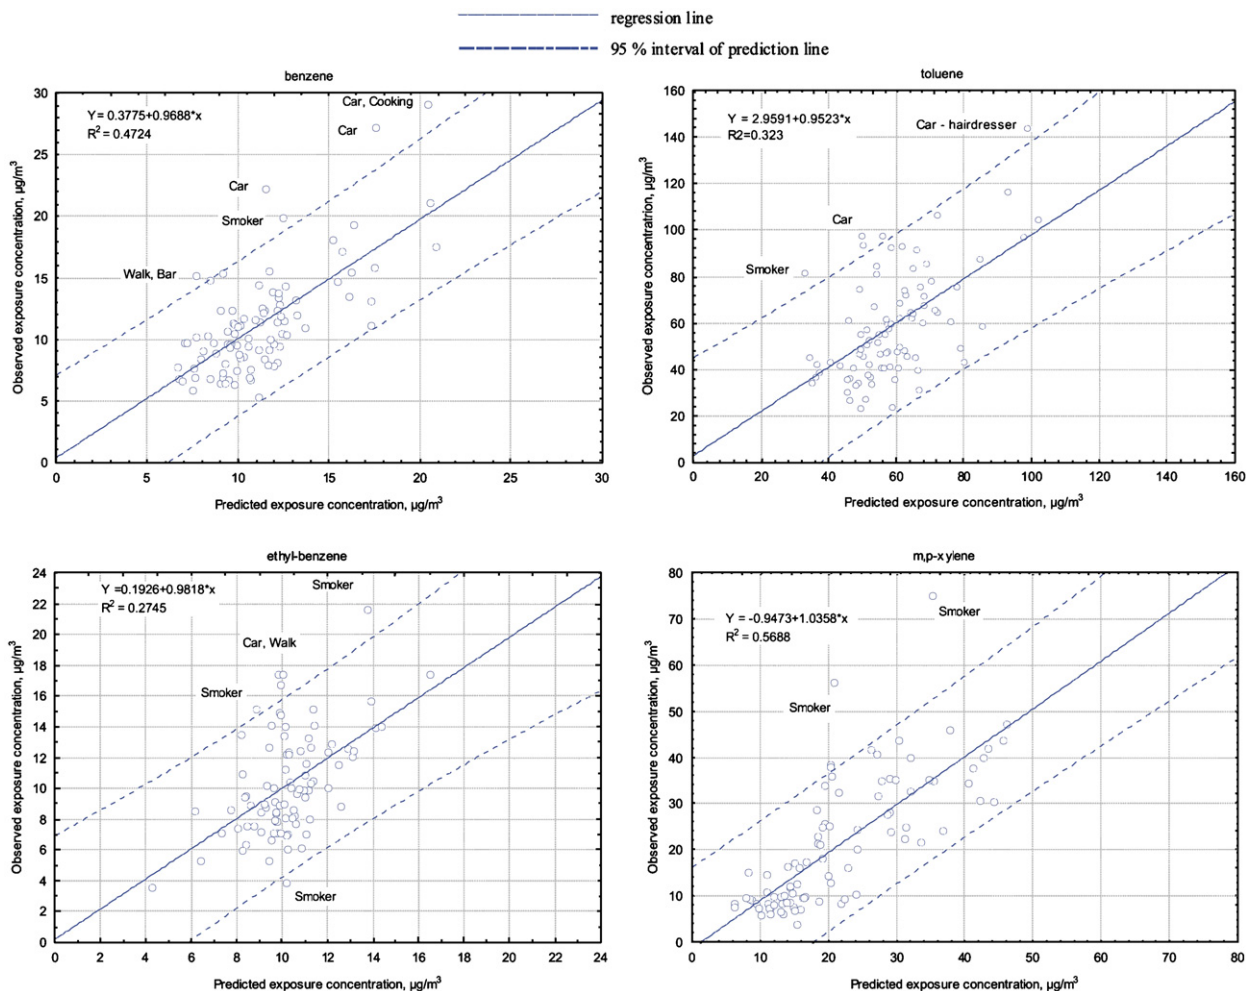 regression line
95 % interval of prediction line
benzene
Y= 0.3775+0.9688*x
R² = 0.4724
Car, Cooking
Car
Car
Smoker
Walk, Bar
Observed exposure concentration, µg/m³
30
25
20
15
10
5
0
0 5 10 15 20 25 30
Predicted exposure concentration, µg/m³
toluene
Y = 2.9591+0.9523*x
R2=0.323
Car - hairdresser
Car
Smoker
Observed exposure concentratrion, µg/m³
160
140
120
100
80
60
40
20
0
0 20 40 60 80 100 120 140 160
Predicted exposure concentration, µg/m³
ethyl-benzene
Y =0.1926+0.9818*x
R² = 0.2745
Smoker
Car, Walk
Smoker
Smoker
Observed exposure concentration, µg/m³
24
22
20
18
16
14
12
10
8
6
4
2
0
0 2 4 6 8 10 12 14 16 18 20 22 24
Predicted exposure concentration, µg/m³
m,p-xylene
Y = -0.9473+1.0358*x
R² = 0.5688
Smoker
Smoker
Observed exposure concentration, µg/m³
80
70
60
50
40
30
20
10
0
0 10 20 30 40 50 60 70 80
Predicted exposure concentration, µg/m³